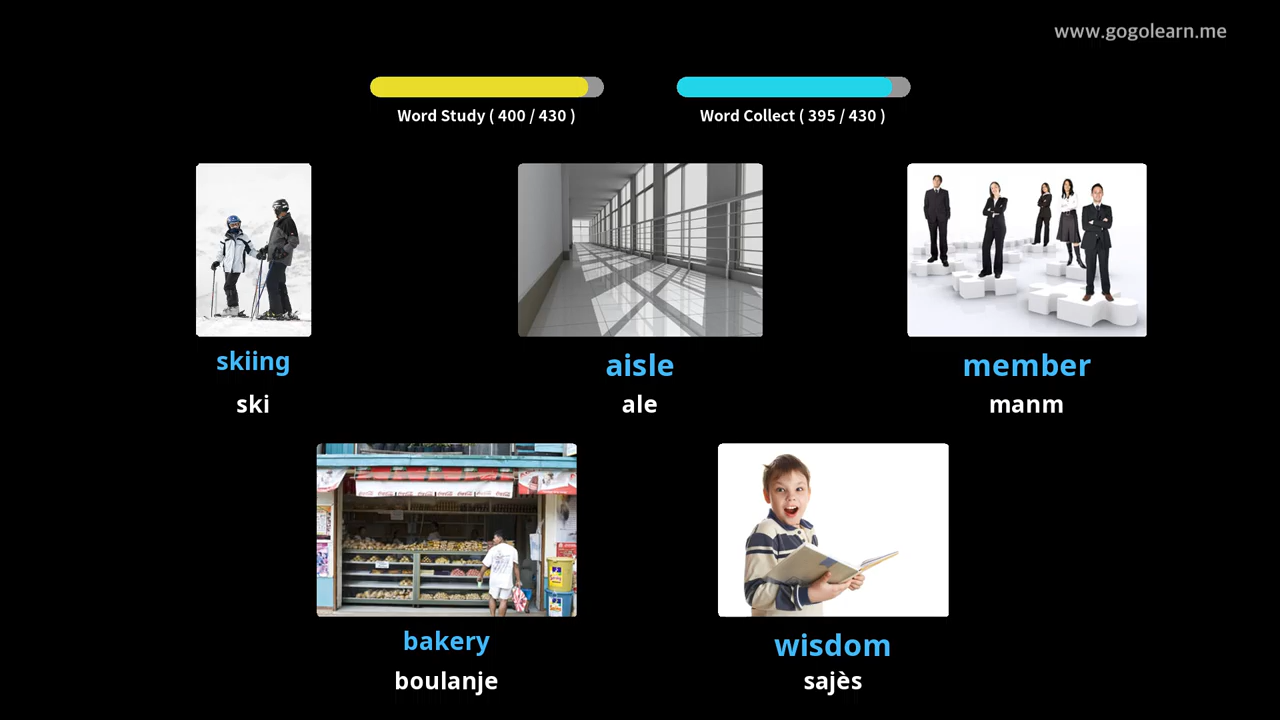 www.gogolearn.me
Word Study ( 400 / 430 )
Word Collect ( 395 / 430 )
skiing
ski
aisle
ale
member
manm
bakery
boulanje
wisdom
sajès